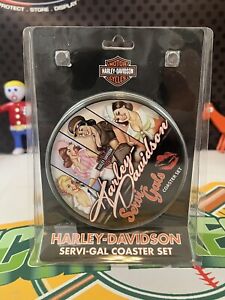 PROTECT . STORE . DISPLAY
MOTOR
HARLEY-DAVIDSON
CYCLES
Harley
Davidson
Servi-Gals
COASTER SET
HARLEY-DAVIDSON
SERVI-GAL COASTER SET